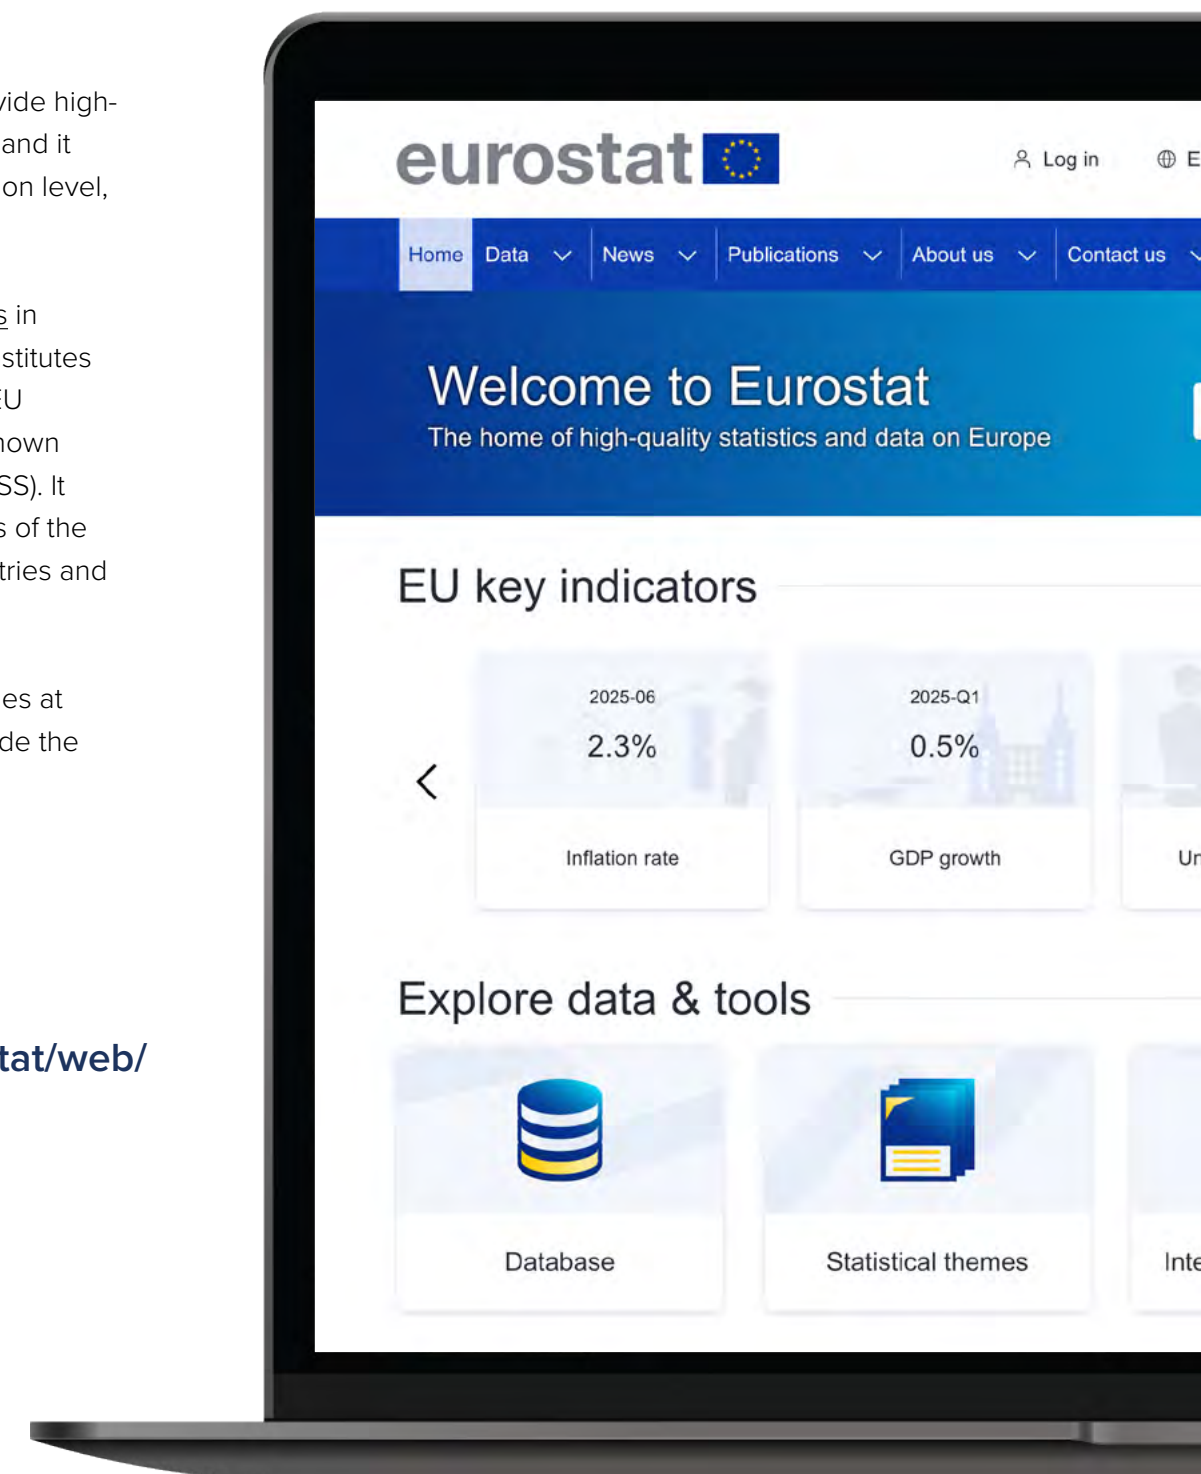 vide high-
and it
on level,
s in
stitutes
EU
nown
SS). It
s of the
tries and
es at
de the
tat/web/
eurostat
Log in
E
Home Data News Publications About us Contact us
Welcome to Eurostat
The home of high-quality statistics and data on Europe
EU key indicators
2025-06
2.3%
Inflation rate
2025-Q1
0.5%
GDP growth
Un
Explore data & tools
Database
Statistical themes
Inte